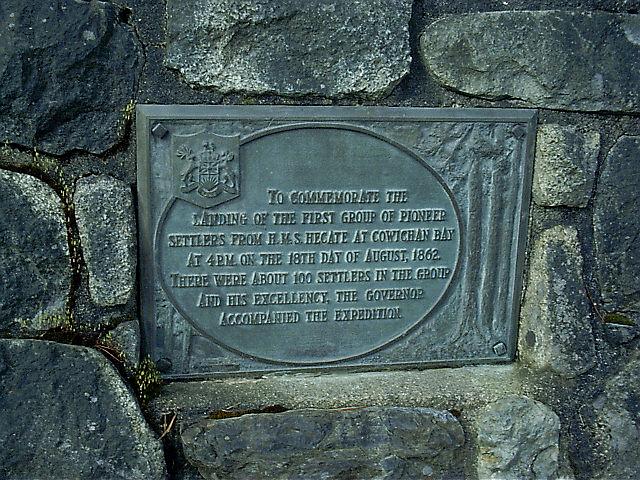 TO COMMEMORATE THE
LANDING OF THE FIRST GROUP OF PIONEER
SETTLERS FROM H.M.S. HECATE AT COWICHAN BAY
AT 4 P.M. ON THE 18TH DAY OF AUGUST, 1862.
THERE WERE ABOUT 100 SETTLERS IN THE GROUP
AND HIS EXCELLENCY, THE GOVERNOR
ACCOMPANIED THE EXPEDITION.